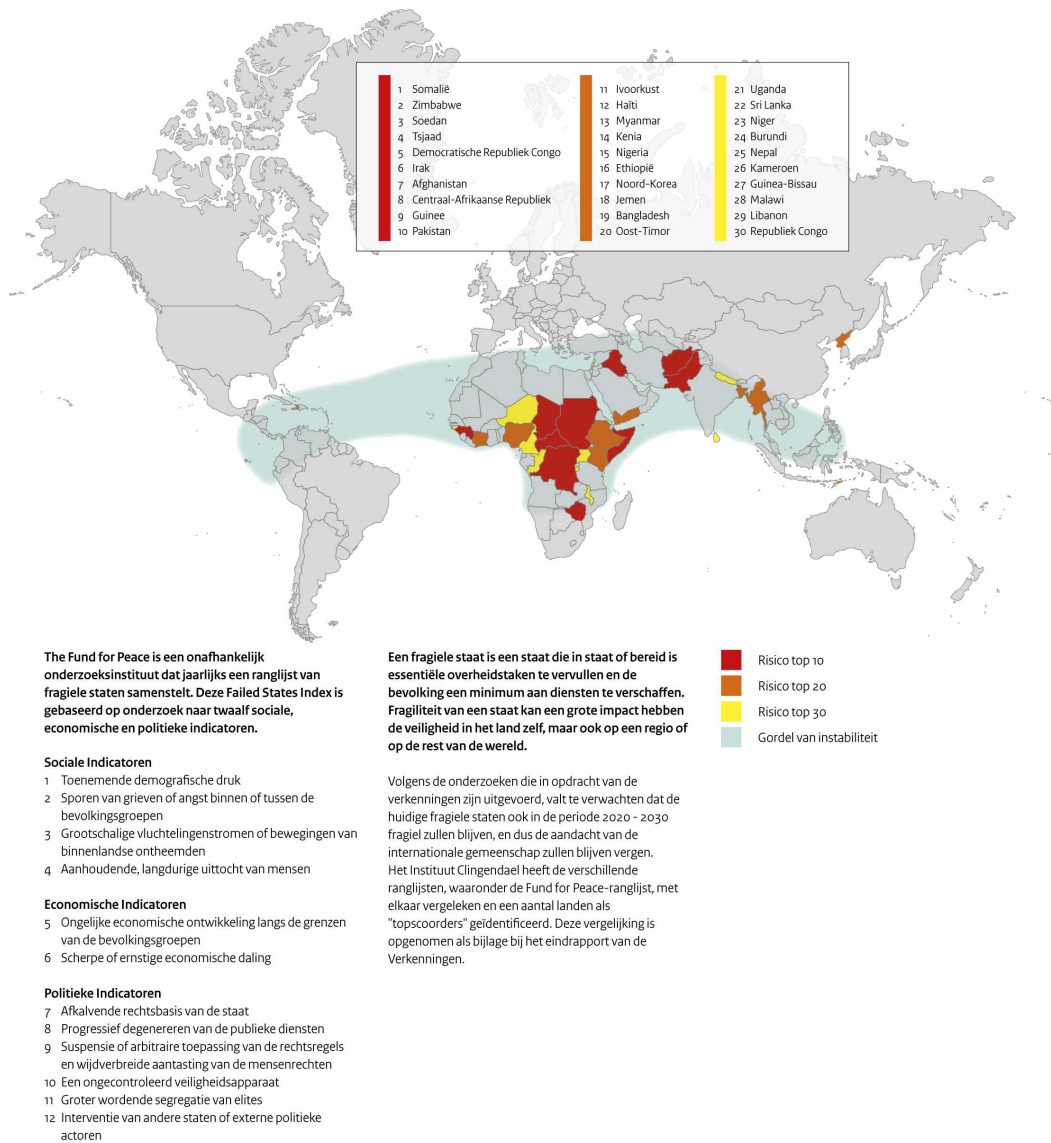 1 Somalië
2 Zimbabwe
3 Soedan
4 Tsjaad
5 Democratische Republiek Congo
6 Irak
7 Afghanistan
8 Centraal-Afrikaanse Republiek
9 Guinee
10 Pakistan
11 Ivoorkust
12 Haïti
13 Myanmar
14 Kenia
15 Nigeria
16 Ethiopië
17 Noord-Korea
18 Jemen
19 Bangladesh
20 Oost-Timor
21 Uganda
22 Sri Lanka
23 Niger
24 Burundi
25 Nepal
26 Kameroen
27 Guinea-Bissau
28 Malawi
29 Libanon
30 Republiek Congo
The Fund for Peace is een onafhankelijk
onderzoeksinstituut dat jaarlijks een ranglijst van
fragiele staten samenstelt. Deze Failed States Index is
gebaseerd op onderzoek naar twaalf sociale,
economische en politieke indicatoren.
Sociale Indicatoren
1 Toenemende demografische druk
2 Sporen van grieven of angst binnen of tussen de
bevolkingsgroepen
3 Grootschalige vluchtelingenstromen of bewegingen van
binnenlandse ontheemden
4 Aanhoudende, langdurige uittocht van mensen
Economische Indicatoren
5 Ongelijke economische ontwikkeling langs de grenzen
van de bevolkingsgroepen
6 Scherpe of ernstige economische daling
Politieke Indicatoren
7 Afkalvende rechtsbasis van de staat
8 Progressief degenereren van de publieke diensten
9 Suspensie of arbitraire toepassing van de rechtsregels
en wijdverbreide aantasting van de mensenrechten
10 Een ongecontroleerd veiligheidsapparaat
11 Groter wordende segregatie van elites
12 Interventie van andere staten of externe politieke
actoren
Een fragiele staat is een staat die in staat of bereid is
essentiële overheidstaken te vervullen en de
bevolking een minimum aan diensten te verschaffen.
Fragiliteit van een staat kan een grote impact hebben
de veiligheid in het land zelf, maar ook op een regio of
op de rest van de wereld.
Volgens de onderzoeken die in opdracht van de
verkenningen zijn uitgevoerd, valt te verwachten dat de
huidige fragiele staten ook in de periode 2020 - 2030
fragiel zullen blijven, en dus de aandacht van de
internationale gemeenschap zullen blijven vergen.
Het Instituut Clingendael heeft de verschillende
ranglijsten, waaronder de Fund for Peace-ranglijst, met
elkaar vergeleken en een aantal landen als
"topscoorders" geïdentificeerd. Deze vergelijking is
opgenomen als bijlage bij het eindrapport van de
Verkenningen.
Risico top 10
Risico top 20
Risico top 30
Gordel van instabiliteit